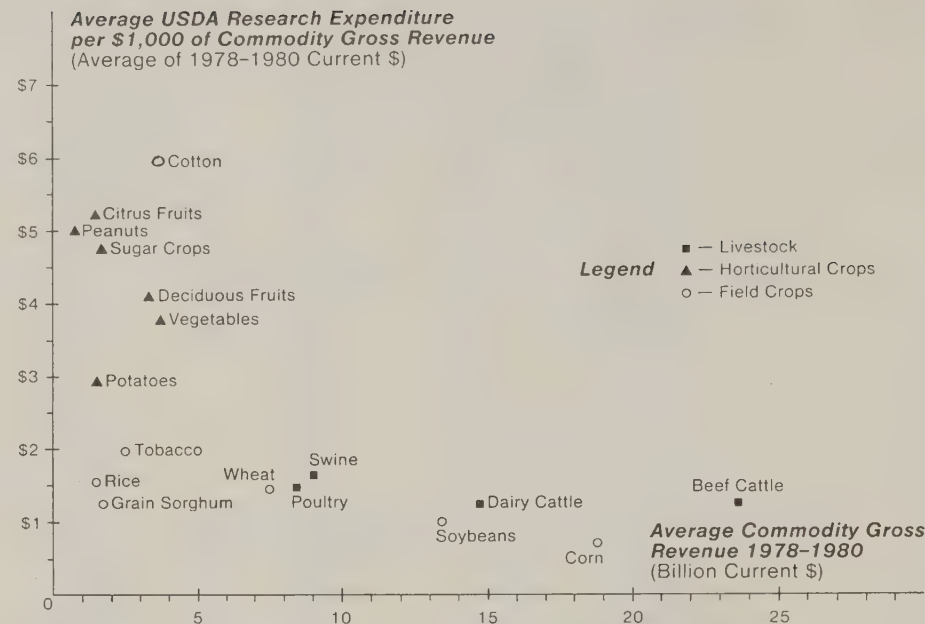 Average USDA Research Expenditure
per $1,000 of Commodity Gross Revenue
(Average of 1978–1980 Current $)
$7
$6
Cotton
Citrus Fruits
$5
Peanuts
Sugar Crops
■ — Livestock
Legend ▲ — Horticultural Crops
○ — Field Crops
$4
Deciduous Fruits
Vegetables
$3
Potatoes
$2
Tobacco
Swine
Wheat
Rice
Poultry
Grain Sorghum
Dairy Cattle
Beef Cattle
$1
Soybeans
Corn
Average Commodity Gross
Revenue 1978–1980
(Billion Current $)
0 5 10 15 20 25